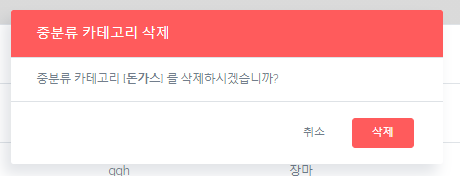 중분류 카테고리 삭제
중분류 카테고리 [돈가스] 를 삭제하시겠습니까?
취소 삭제
qqh 장마